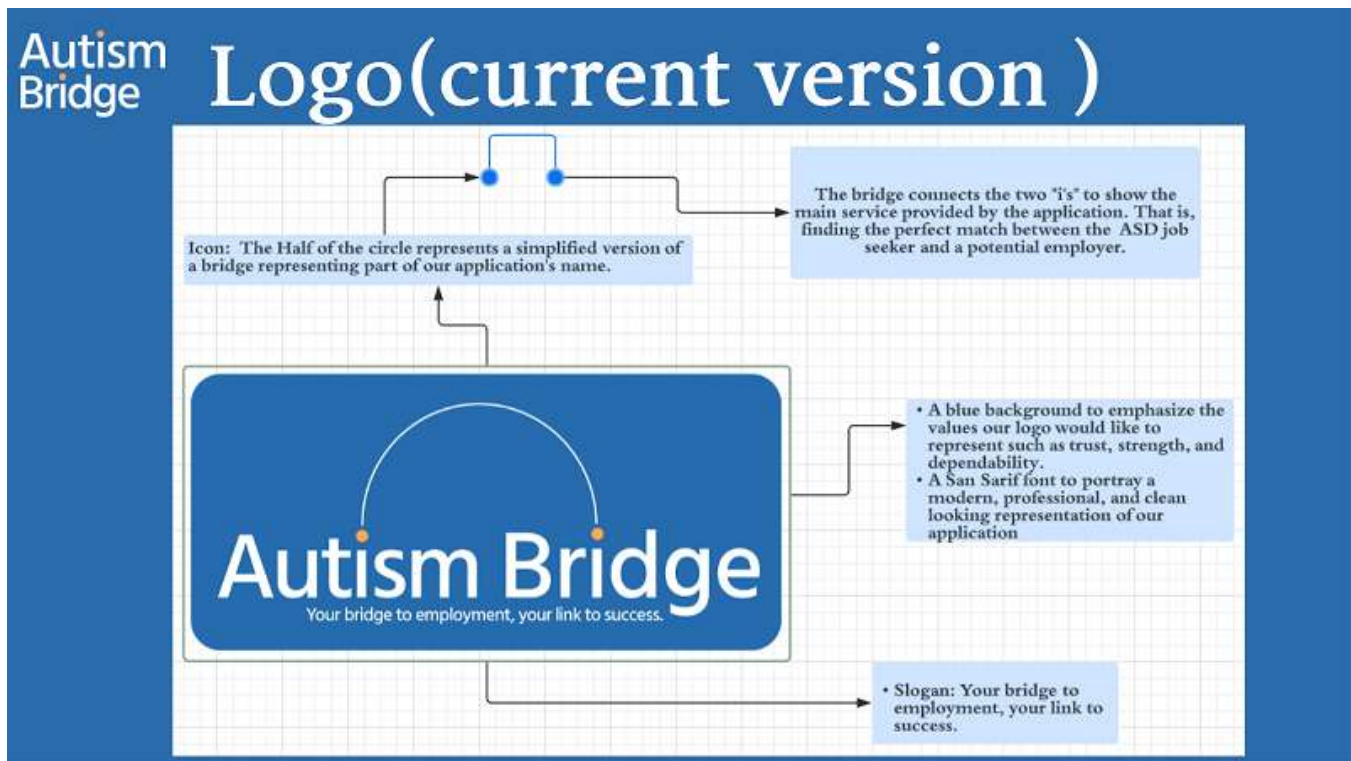 Autism
Bridge
Logo(current version )
The bridge connects the two "i's" to show the
main service provided by the application. That is,
finding the perfect match between the ASD job
seeker and a potential employer.
Icon: The Half of the circle represents a simplified version of
a bridge representing part of our application's name.
• A blue background to emphasize the
values our logo would like to
represent such as trust, strength, and
dependability.
• A San Sarif font to portray a
modern, professional, and clean
looking representation of our
application
Autism Bridge
Your bridge to employment, your link to success.
• Slogan: Your bridge to
employment, your link to
success.